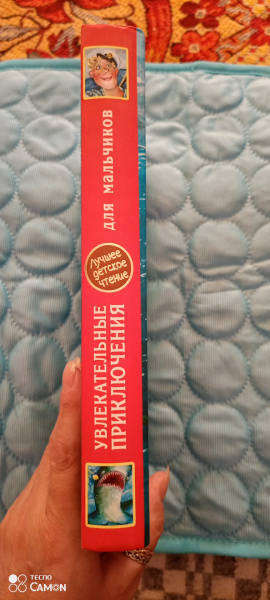 УВЛЕКАТЕЛЬНЫЕ
ПРИКЛЮЧЕНИЯ
Лучшее
детское
чтение
для мальчиков
TECNO
CAMON